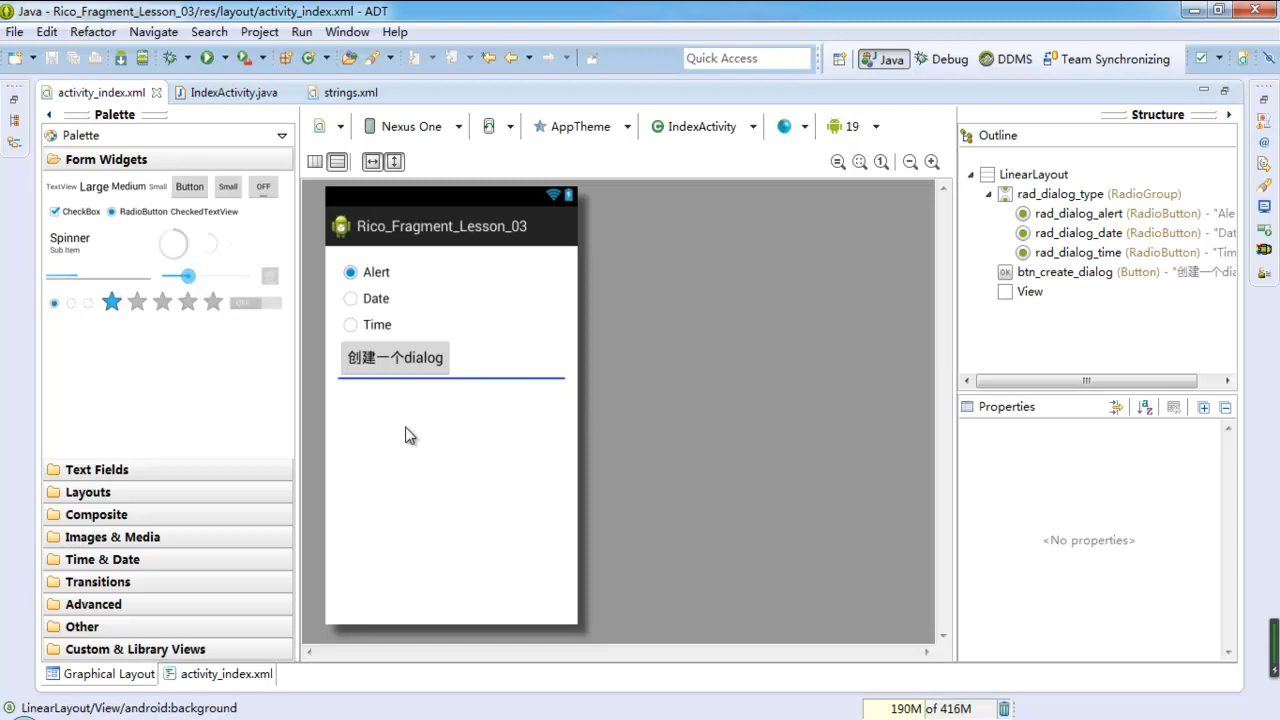 Java - Rico_Fragment_Lesson_03/res/layout/activity_index.xml - ADT
File Edit Refactor Navigate Search Project Run Window Help
Quick Access
Java Debug DDMS Team Synchronizing
activity_index.xml IndexActivity.java strings.xml
Palette
Palette
Form Widgets
TextView Large Medium Small Button Small OFF
CheckBox RadioButton CheckedTextView
Spinner
Sub Item
OFF
Text Fields
Layouts
Composite
Images & Media
Time & Date
Transitions
Advanced
Other
Custom & Library Views
Graphical Layout activity_index.xml
Nexus One AppTheme IndexActivity 19
Rico_Fragment_Lesson_03
Alert
Date
Time
创建一个dialog
Structure
Outline
LinearLayout
rad_dialog_type (RadioGroup)
rad_dialog_alert (RadioButton) - "Ale
rad_dialog_date (RadioButton) - "Dat
rad_dialog_time (RadioButton) - "Tim
OK btn_create_dialog (Button) - "创建一个dia
View
Properties
<No properties>
LinearLayout/View/android:background
190M of 416M